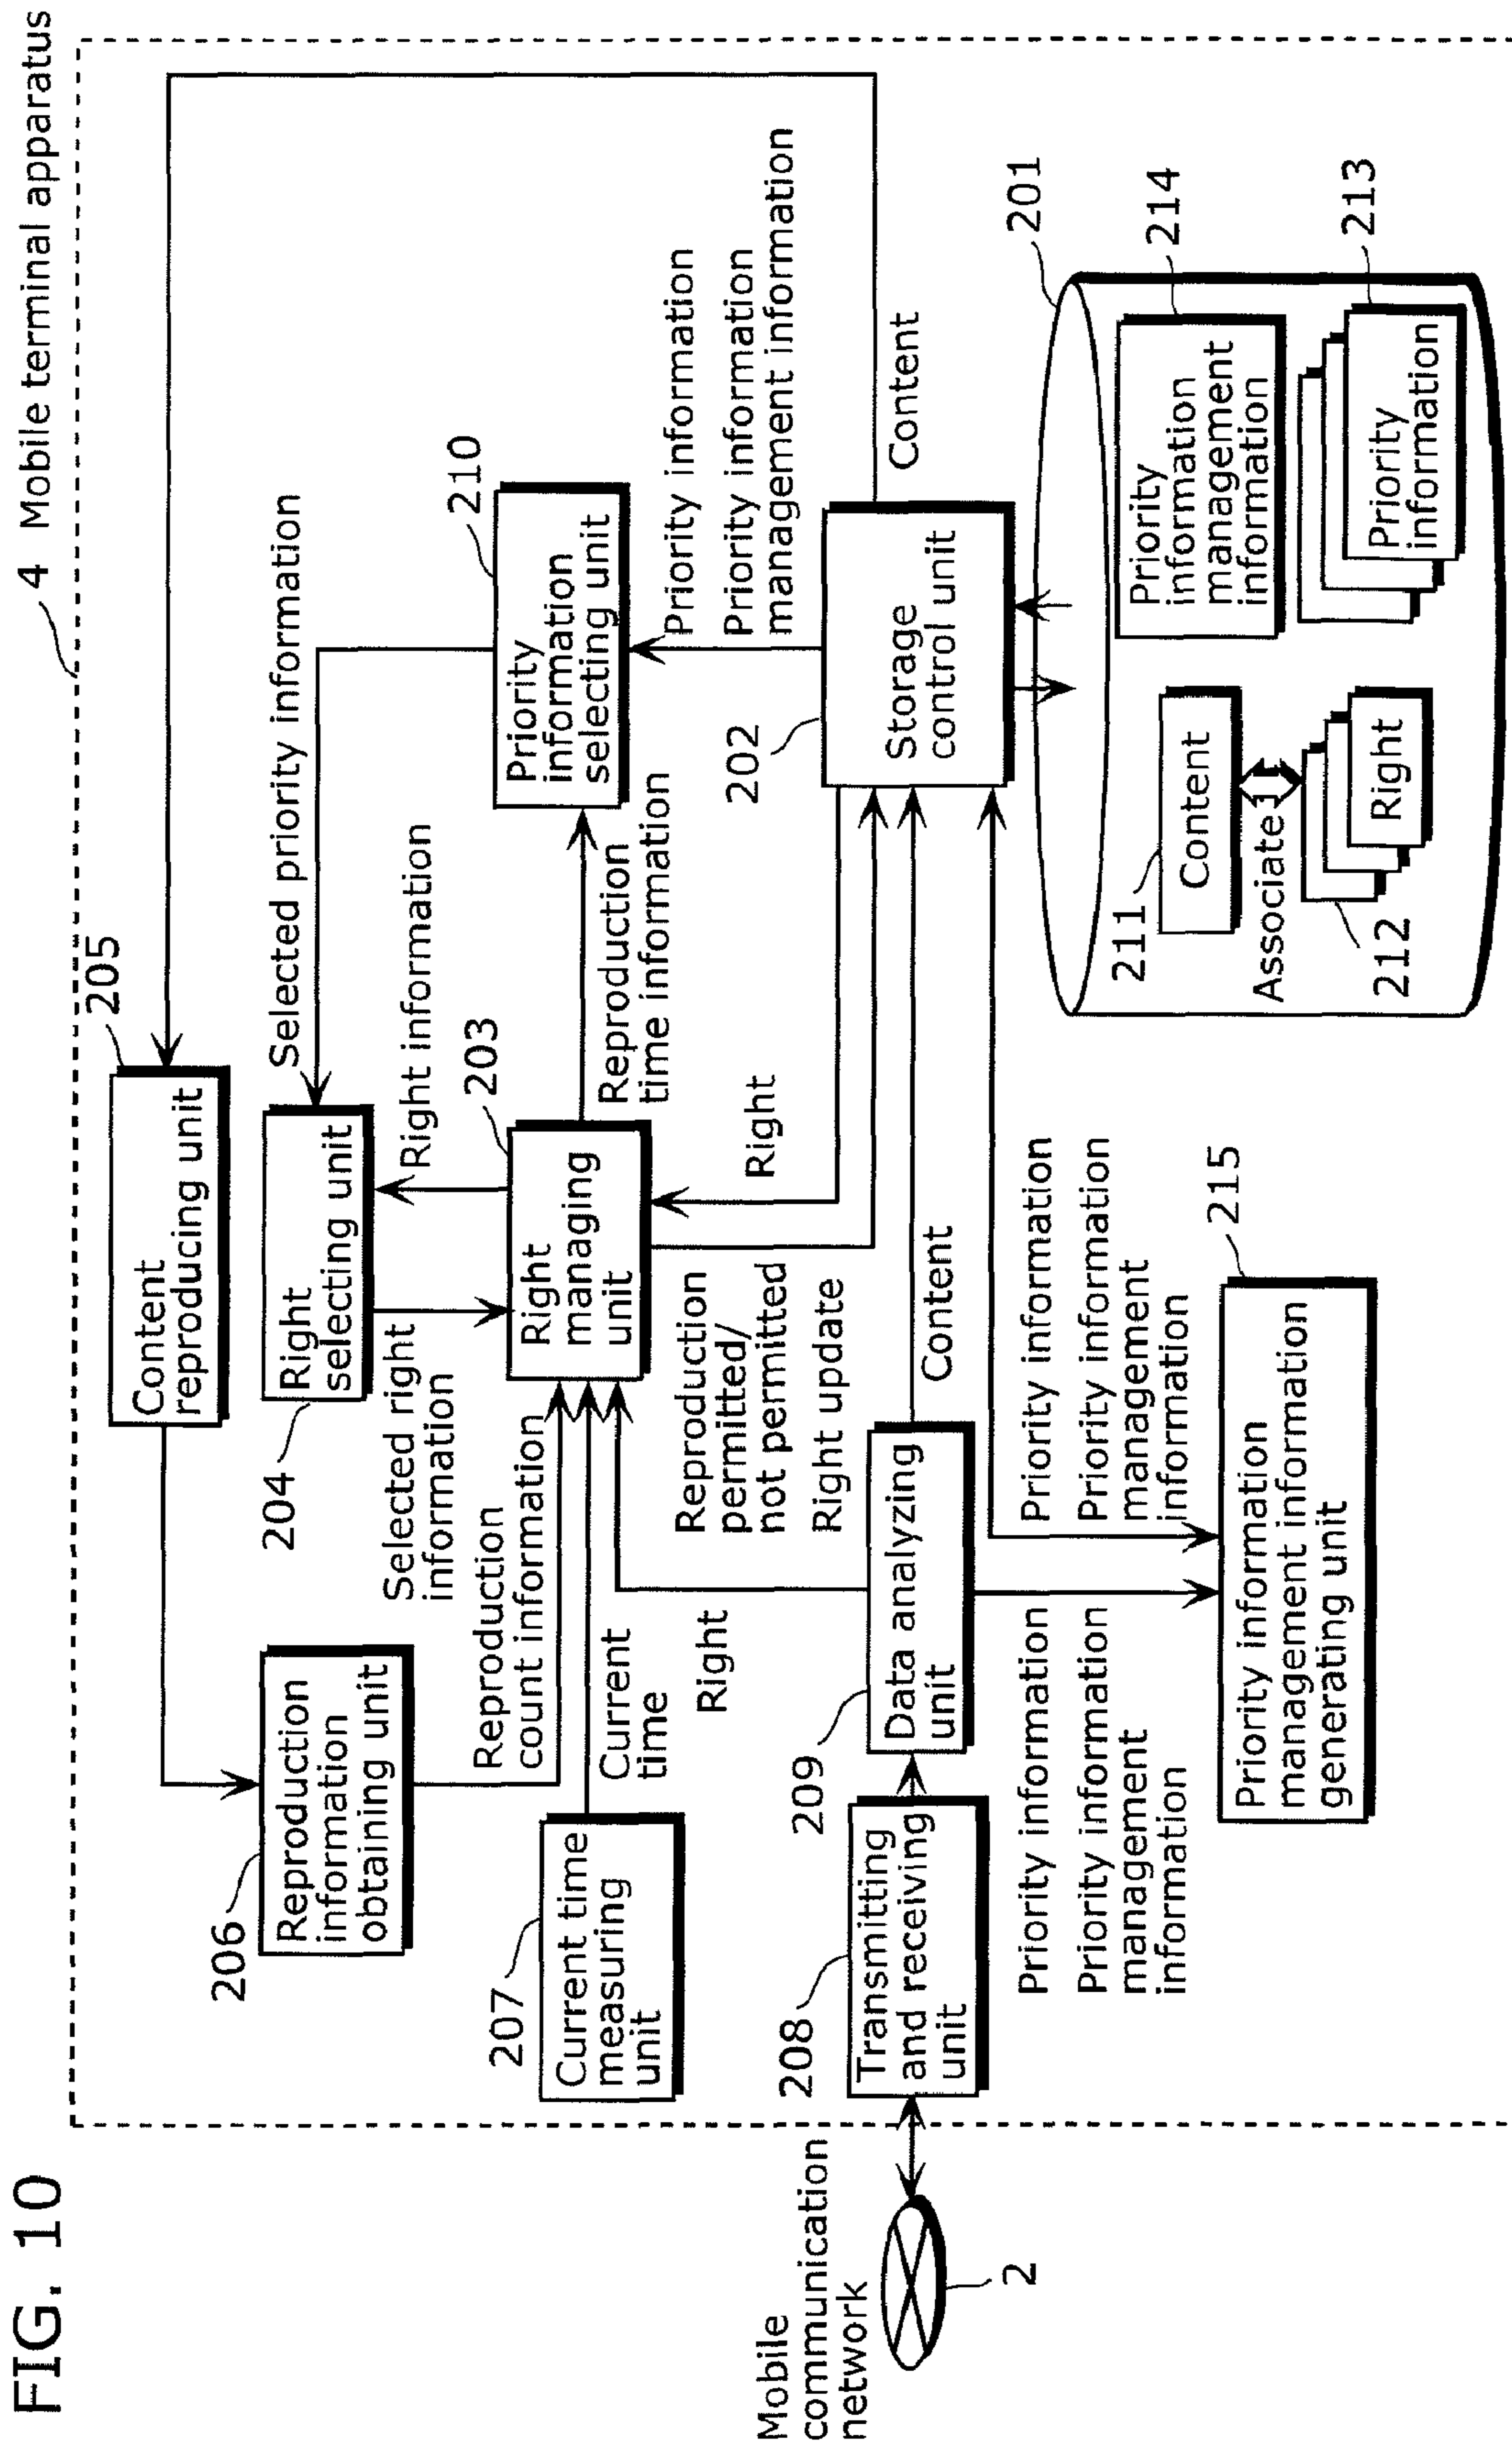 FIG. 10
4 Mobile terminal apparatus
205
Content
reproducing unit
Selected priority information
206
Reproduction
information
obtaining unit
204
Right
selecting unit
Right information
Selected right
information
Reproduction
count information
203
Right
managing
unit
210
Priority
information
selecting unit
Reproduction
time information
207
Current time
measuring
unit
Current
time
Right
Reproduction
permitted/
not permitted
Right update
Right
Priority information
Priority information
management information
202
Storage
control unit
Content
Mobile
communication
network
2
208
Transmitting
and receiving
unit
209
Data analyzing
unit
Content
Priority information
Priority information
management
information
Priority information
Priority information
management
information
215
Priority information
management information
generating unit
201
211
Content
Associate
212
Right
214
Priority
information
management
information
213
Priority
information